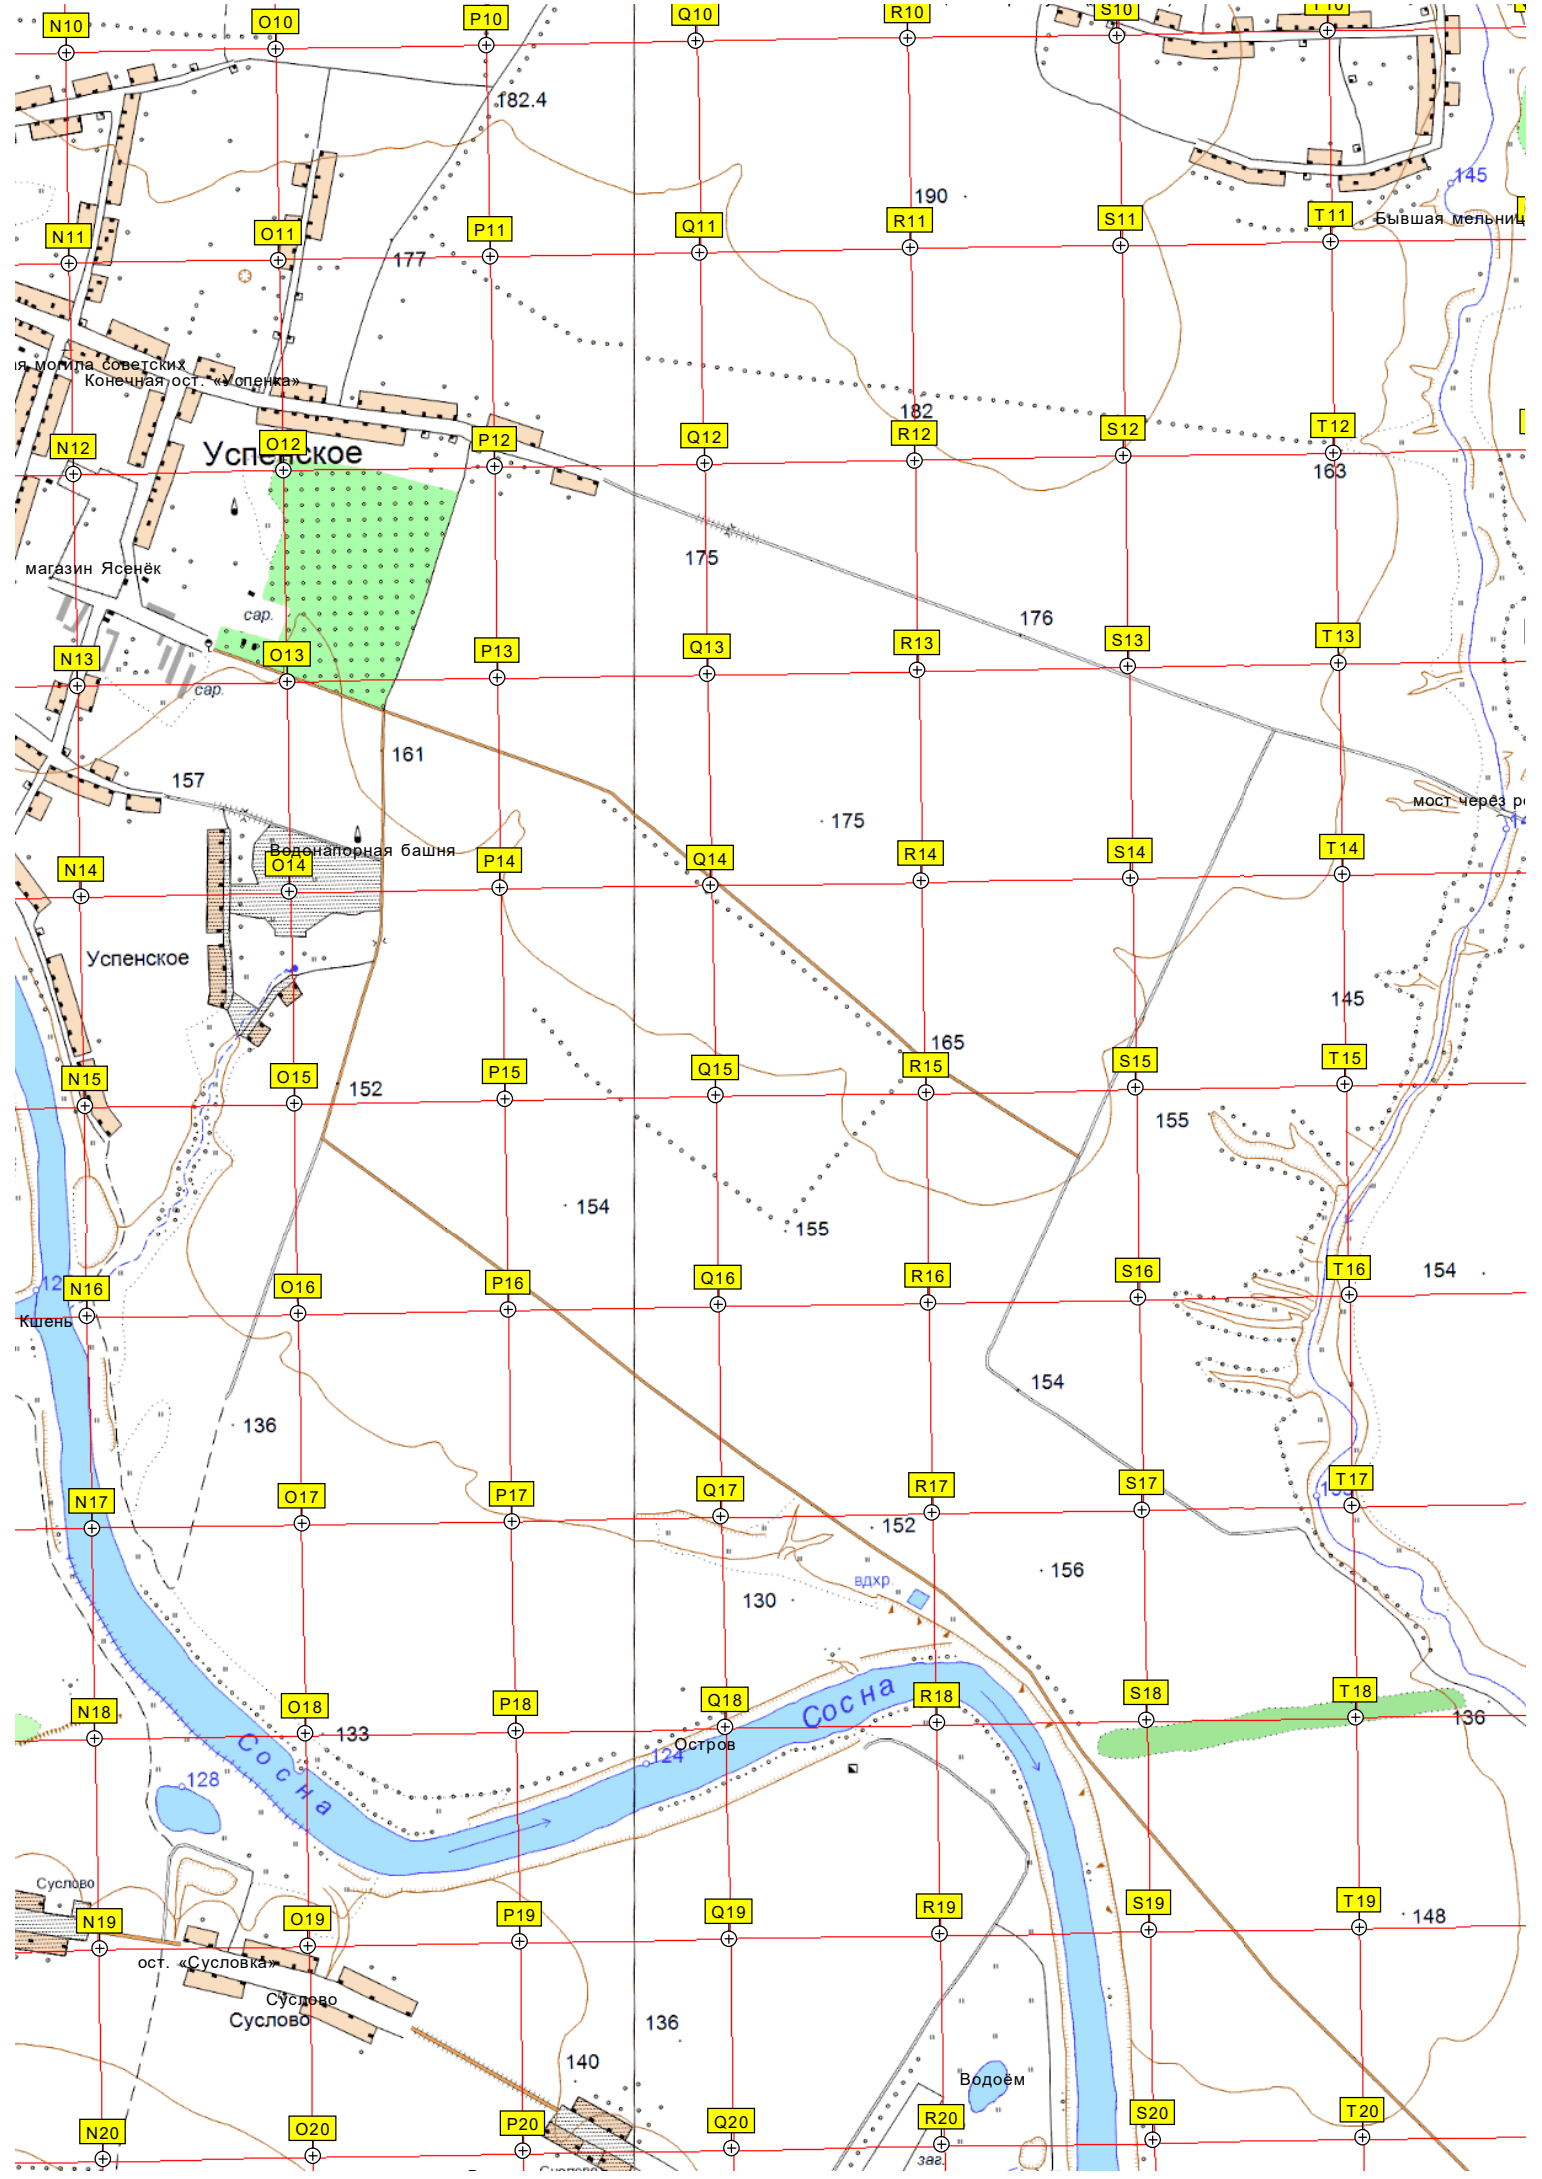 N10 O10 P10 Q10 R10 S10 T10
182.4
190
145
N11 O11 P11 Q11 R11 S11 T11
Бывшая мельниц
177
я могила советских
Конечная ост. «Успенка»
182
N12 O12 P12 Q12 R12 S12 T12
Успенское
163
175
магазин Ясенёк
сар.
176
N13 O13 P13 Q13 R13 S13 T13
сар.
161
157
мост через р
175
Водонапорная башня
N14 O14 P14 Q14 R14 S14 T14
Успенское
145
165
N15 O15 P15 Q15 R15 S15 T15
152
155
154
155
N16 O16 P16 Q16 R16 S16 T16
154
Кшень
154
136
N17 O17 P17 Q17 R17 S17 T17
152
156
вдхр.
130
Сосна
N18 O18 P18 Q18 R18 S18 T18
133
136
Остров
124
Сосна
128
Суслово
N19 O19 P19 Q19 R19 S19 T19
148
ост. «Сусловка»
Суслово
Суслово
136
140
Водоём
N20 O20 P20 Q20 R20 S20 T20
заг.